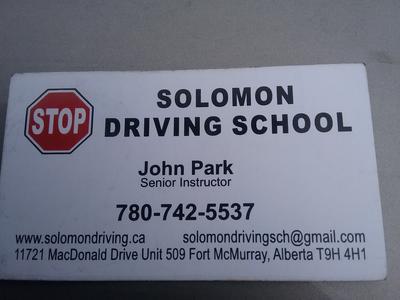 STOP
SOLOMON
DRIVING SCHOOL
John Park
Senior Instructor
780-742-5537
www.solomondriving.ca solomondrivingsch@gmail.com
11721 MacDonald Drive Unit 509 Fort McMurray, Alberta T9H 4H1